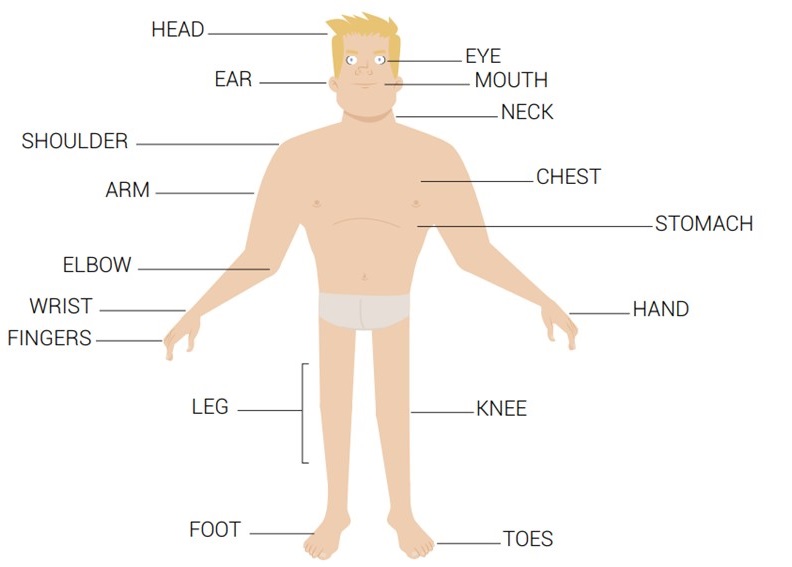 HEAD
EYE
EAR
MOUTH
NECK
SHOULDER
CHEST
ARM
STOMACH
ELBOW
WRIST
HAND
FINGERS
LEG
KNEE
FOOT
TOES